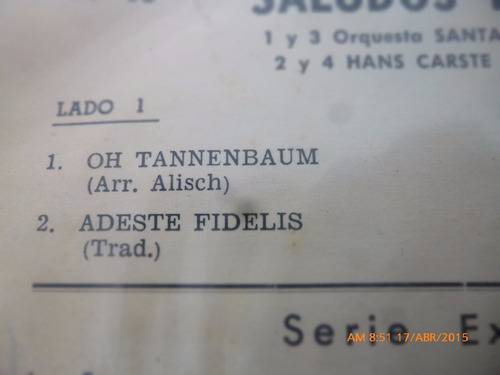 SALUDOS
1 y 3 Orquesta SANTA
2 y 4 HANS CARSTE
LADO 1
1. OH TANNENBAUM
(Arr. Alisch)
2. ADESTE FIDELIS
(Trad.)
Serie Ex
AM 8:51 17/ABR/2015